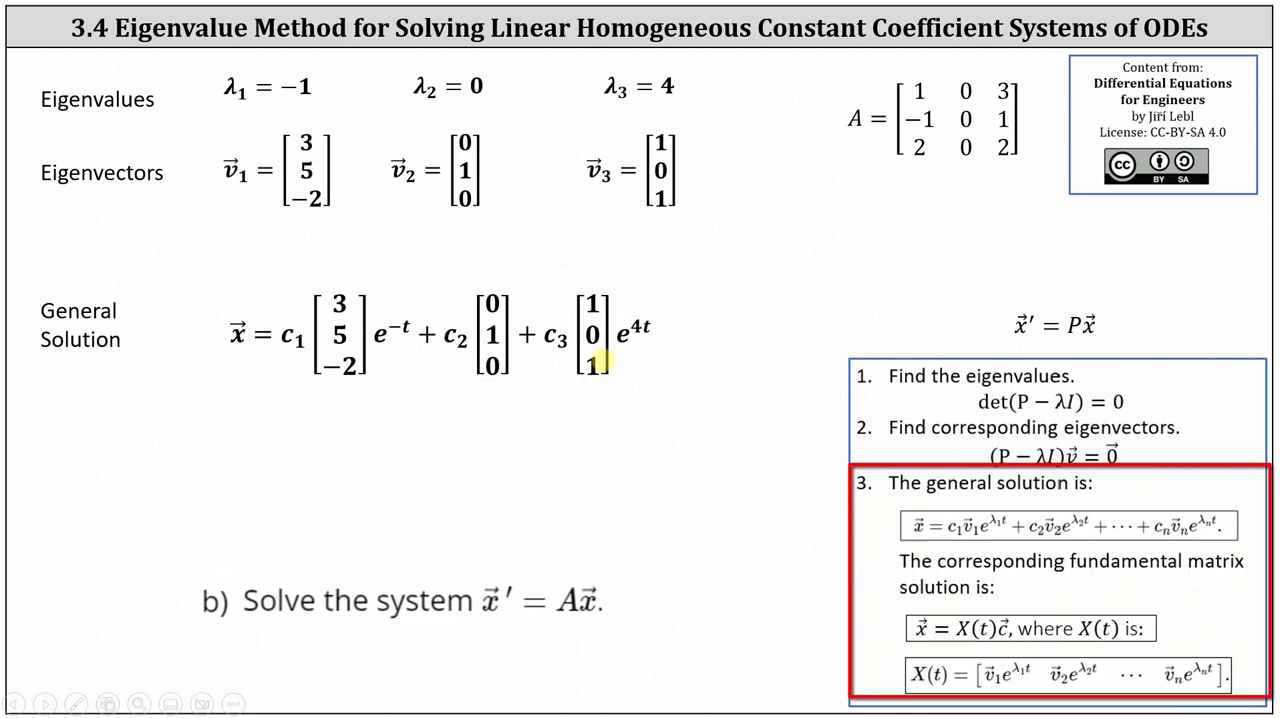 3.4 Eigenvalue Method for Solving Linear Homogeneous Constant Coefficient Systems of ODEs
Eigenvalues λ₁ = −1 λ₂ = 0 λ₃ = 4
Eigenvectors v⃗₁ = [3 5 −2] v⃗₂ = [0 1 0] v⃗₃ = [1 0 1]
A = [1 0 3
−1 0 1
2 0 2]
Content from:
Differential Equations
for Engineers
by Jiří Lebl
License: CC-BY-SA 4.0
cc BY SA
General
Solution
x⃗ = c₁ [3 5 −2] e⁻ᵗ + c₂ [0 1 0] + c₃ [1 0 1] e⁴ᵗ
x⃗′ = Px⃗
1. Find the eigenvalues.
det(P − λI) = 0
2. Find corresponding eigenvectors.
(P − λI)v⃗ = 0⃗
3. The general solution is:
x⃗ = c₁v⃗₁e^{λ₁t} + c₂v⃗₂e^{λ₂t} + ⋯ + cₙv⃗ₙe^{λₙt}.
The corresponding fundamental matrix
solution is:
x⃗ = X(t)c⃗, where X(t) is:
X(t) = [ v⃗₁e^{λ₁t} v⃗₂e^{λ₂t} ⋯ v⃗ₙe^{λₙt} ].
b) Solve the system x⃗′ = Ax⃗.